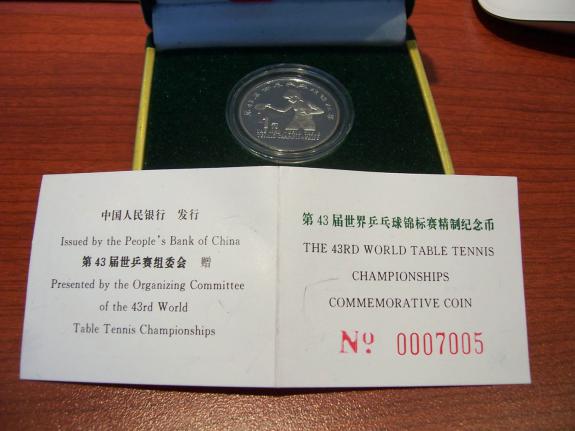 1元
中国人民银行 发行
Issued by the People's Bank of China
第43届世乒赛组委会 赠
Presented by the Organizing Committee
of the 43rd World
Table Tennis Championships
第43届世界乒乓球锦标赛精制纪念币
THE 43RD WORLD TABLE TENNIS
CHAMPIONSHIPS
COMMEMORATIVE COIN
No. 0007005